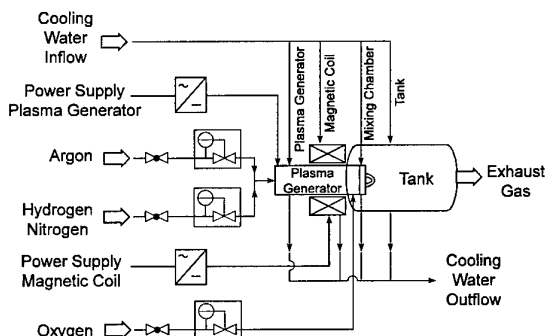 Cooling
Water
Inflow
Power Supply
Plasma Generator
Argon
Hydrogen
Nitrogen
Power Supply
Magnetic Coil
Oxygen
Plasma Generator
Magnetic Coil
Mixing Chamber
Tank
Plasma
Generator
Tank
Exhaust
Gas
Cooling
Water
Outflow